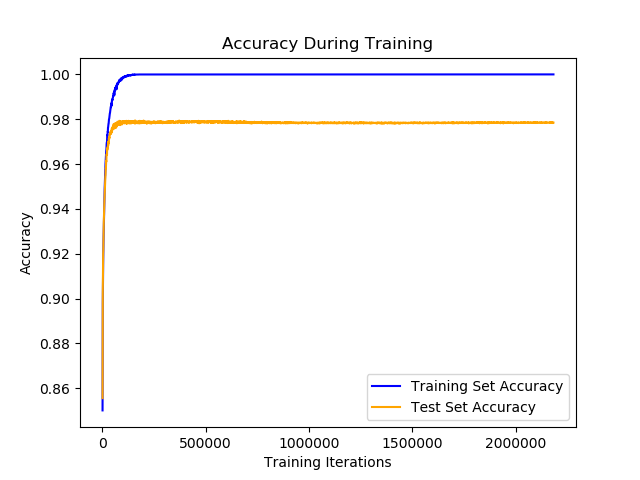 Accuracy During Training
1.00
0.98
0.96
0.94
0.92
0.90
0.88
0.86
Accuracy
Training Set Accuracy
Test Set Accuracy
0 500000 1000000 1500000 2000000
Training Iterations